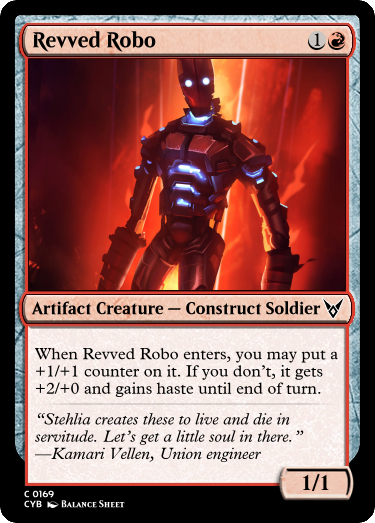 Revved Robo 1
Artifact Creature — Construct Soldier
When Revved Robo enters, you may put a
+1/+1 counter on it. If you don't, it gets
+2/+0 and gains haste until end of turn.
“Stehlia creates these to live and die in
servitude. Let's get a little soul in there.”
—Kamari Vellen, Union engineer
1/1
C 0169
CYB Balance Sheet